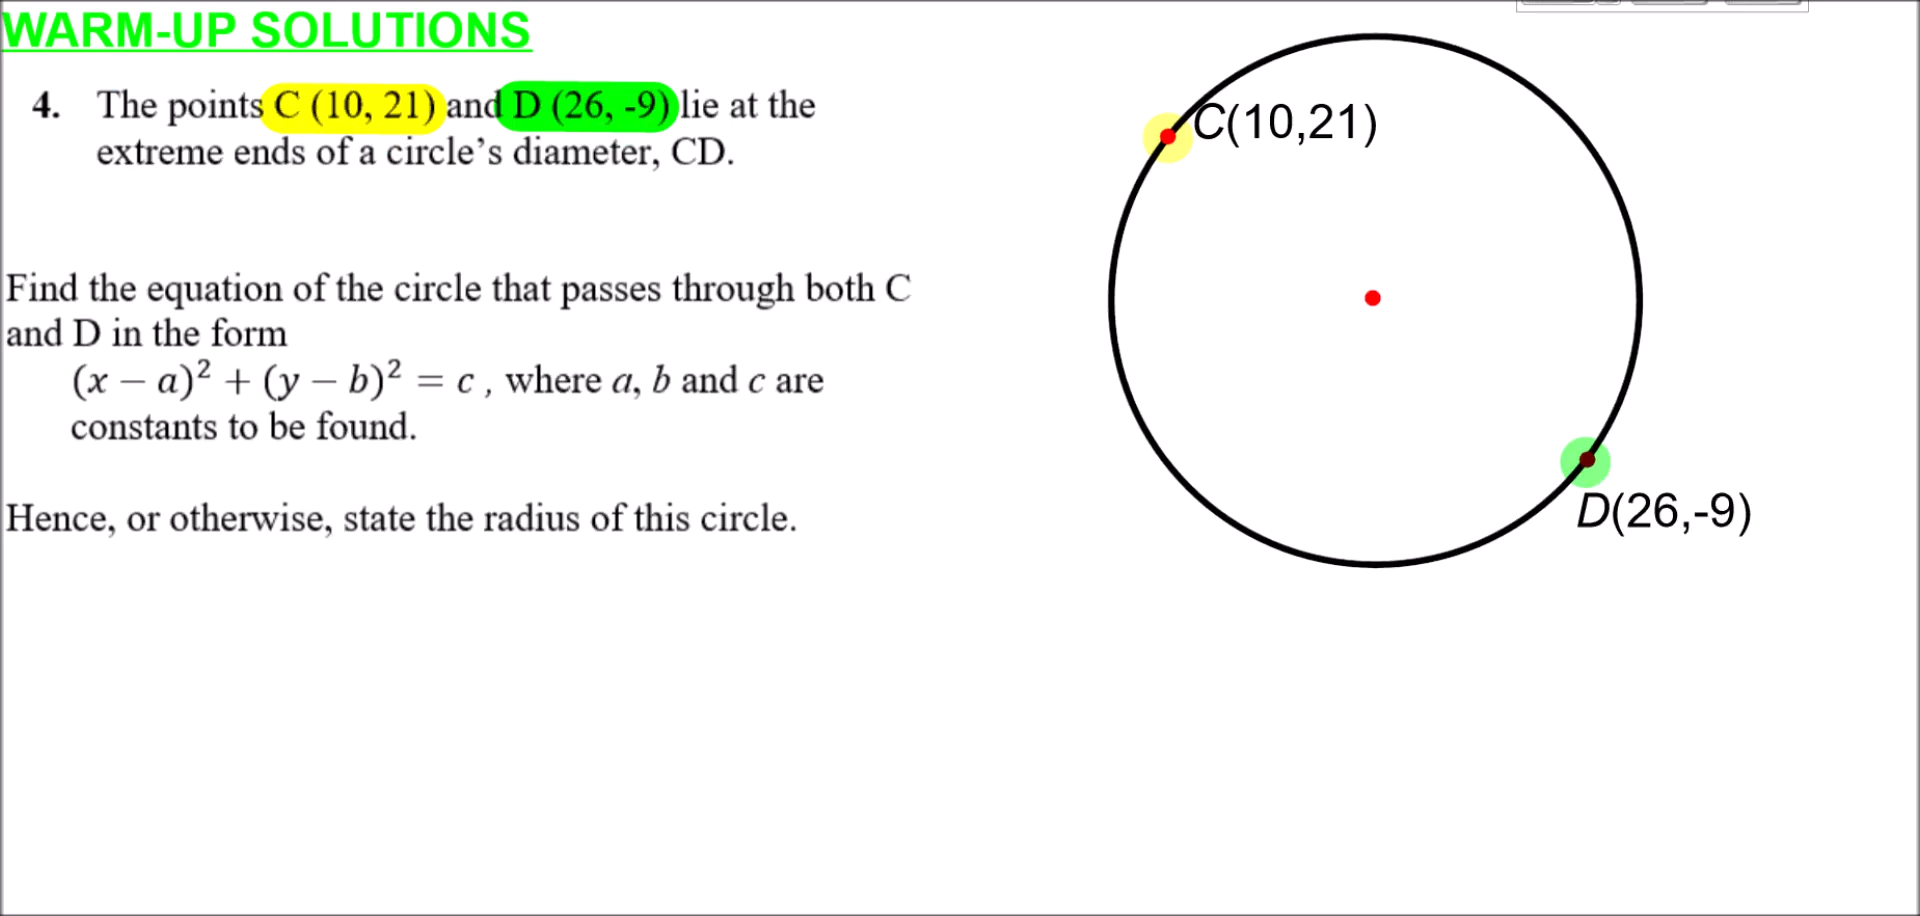 WARM-UP SOLUTIONS
4. The points C (10, 21) and D (26, -9) lie at the
extreme ends of a circle’s diameter, CD.
Find the equation of the circle that passes through both C
and D in the form
(x − a)² + (y − b)² = c , where a, b and c are
constants to be found.
Hence, or otherwise, state the radius of this circle.
C(10,21)
D(26,-9)